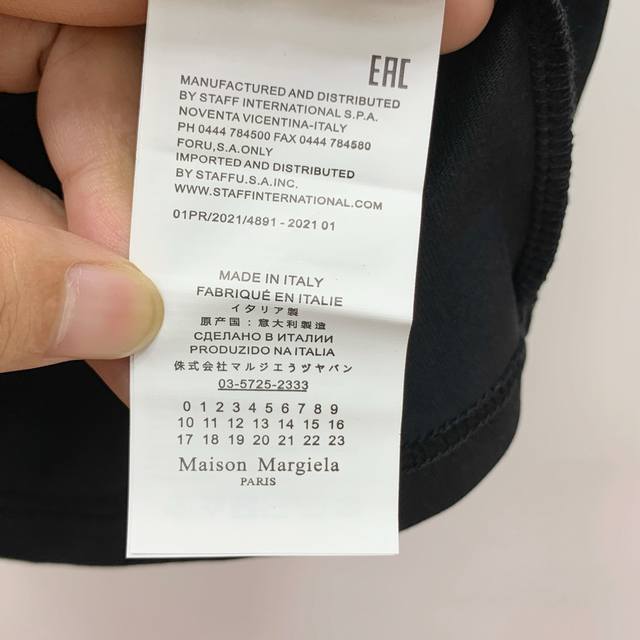 EAC
MANUFACTURED AND DISTRIBUTED
BY STAFF INTERNATIONAL S.P.A.
NOVENTA VICENTINA-ITALY
PH 0444 784500 FAX 0444 784580
FORU,S.A.ONLY
IMPORTED AND DISTRIBUTED
BY STAFFU.S.A.INC.
WWW.STAFFINTERNATIONAL.COM
01PR/2021/4891 - 2021 01
MADE IN ITALY
FABRIQUÉ EN ITALIE
イタリア製
原产国：意大利製造
СДЕЛАНО В ИТАЛИИ
PRODUZIDO NA ITALIA
侏式會社マルジエラヅヤバン
03-5725-2333
0 1 2 3 4 5 6 7 8 9
10 11 12 13 14 15 16
17 18 19 20 21 22 23
Maison Margiela
PARIS